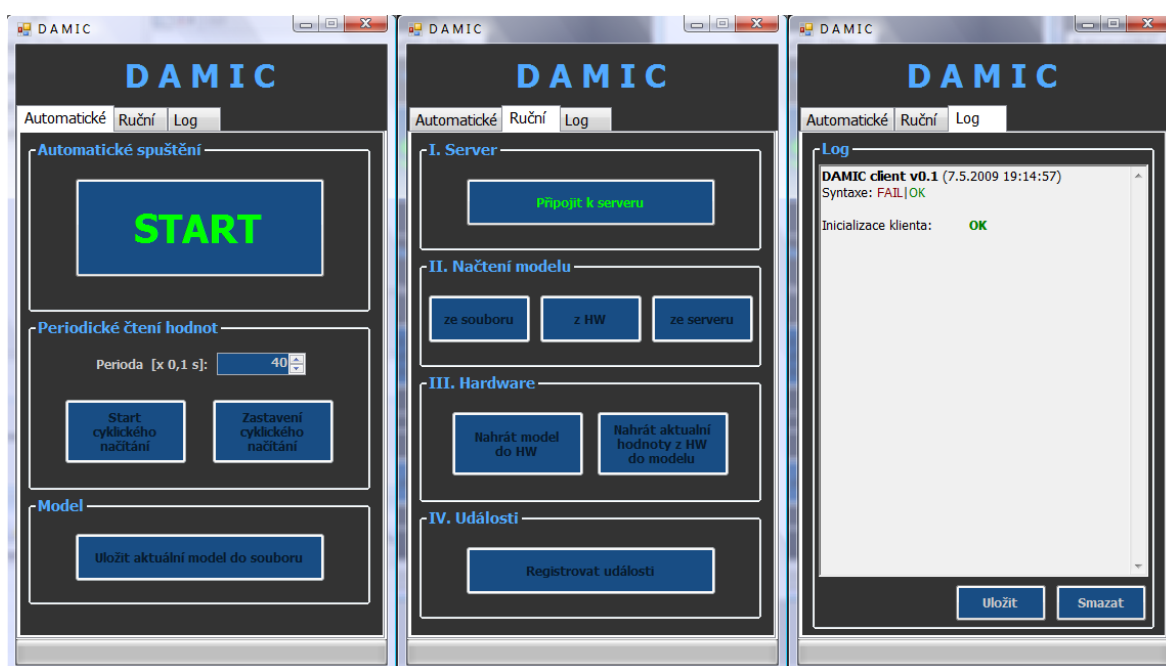 DAMIC
DAMIC
Automatické Ruční Log
Automatické spuštění
START
Periodické čtení hodnot
Perioda [x 0,1 s]: 40
Start
cyklického
načítání
Zastavení
cyklického
načítání
Model
Uložit aktuální model do souboru
DAMIC
DAMIC
Automatické Ruční Log
I. Server
Připojit k serveru
II. Načtení modelu
ze souboru z HW ze serveru
III. Hardware
Nahrát model
do HW
Nahrát aktualní
hodnoty z HW
do modelu
IV. Události
Registrovat události
DAMIC
DAMIC
Automatické Ruční Log
Log
DAMIC client v0.1 (7.5.2009 19:14:57)
Syntaxe: FAIL|OK
Inicializace klienta: OK
Uložit Smazat